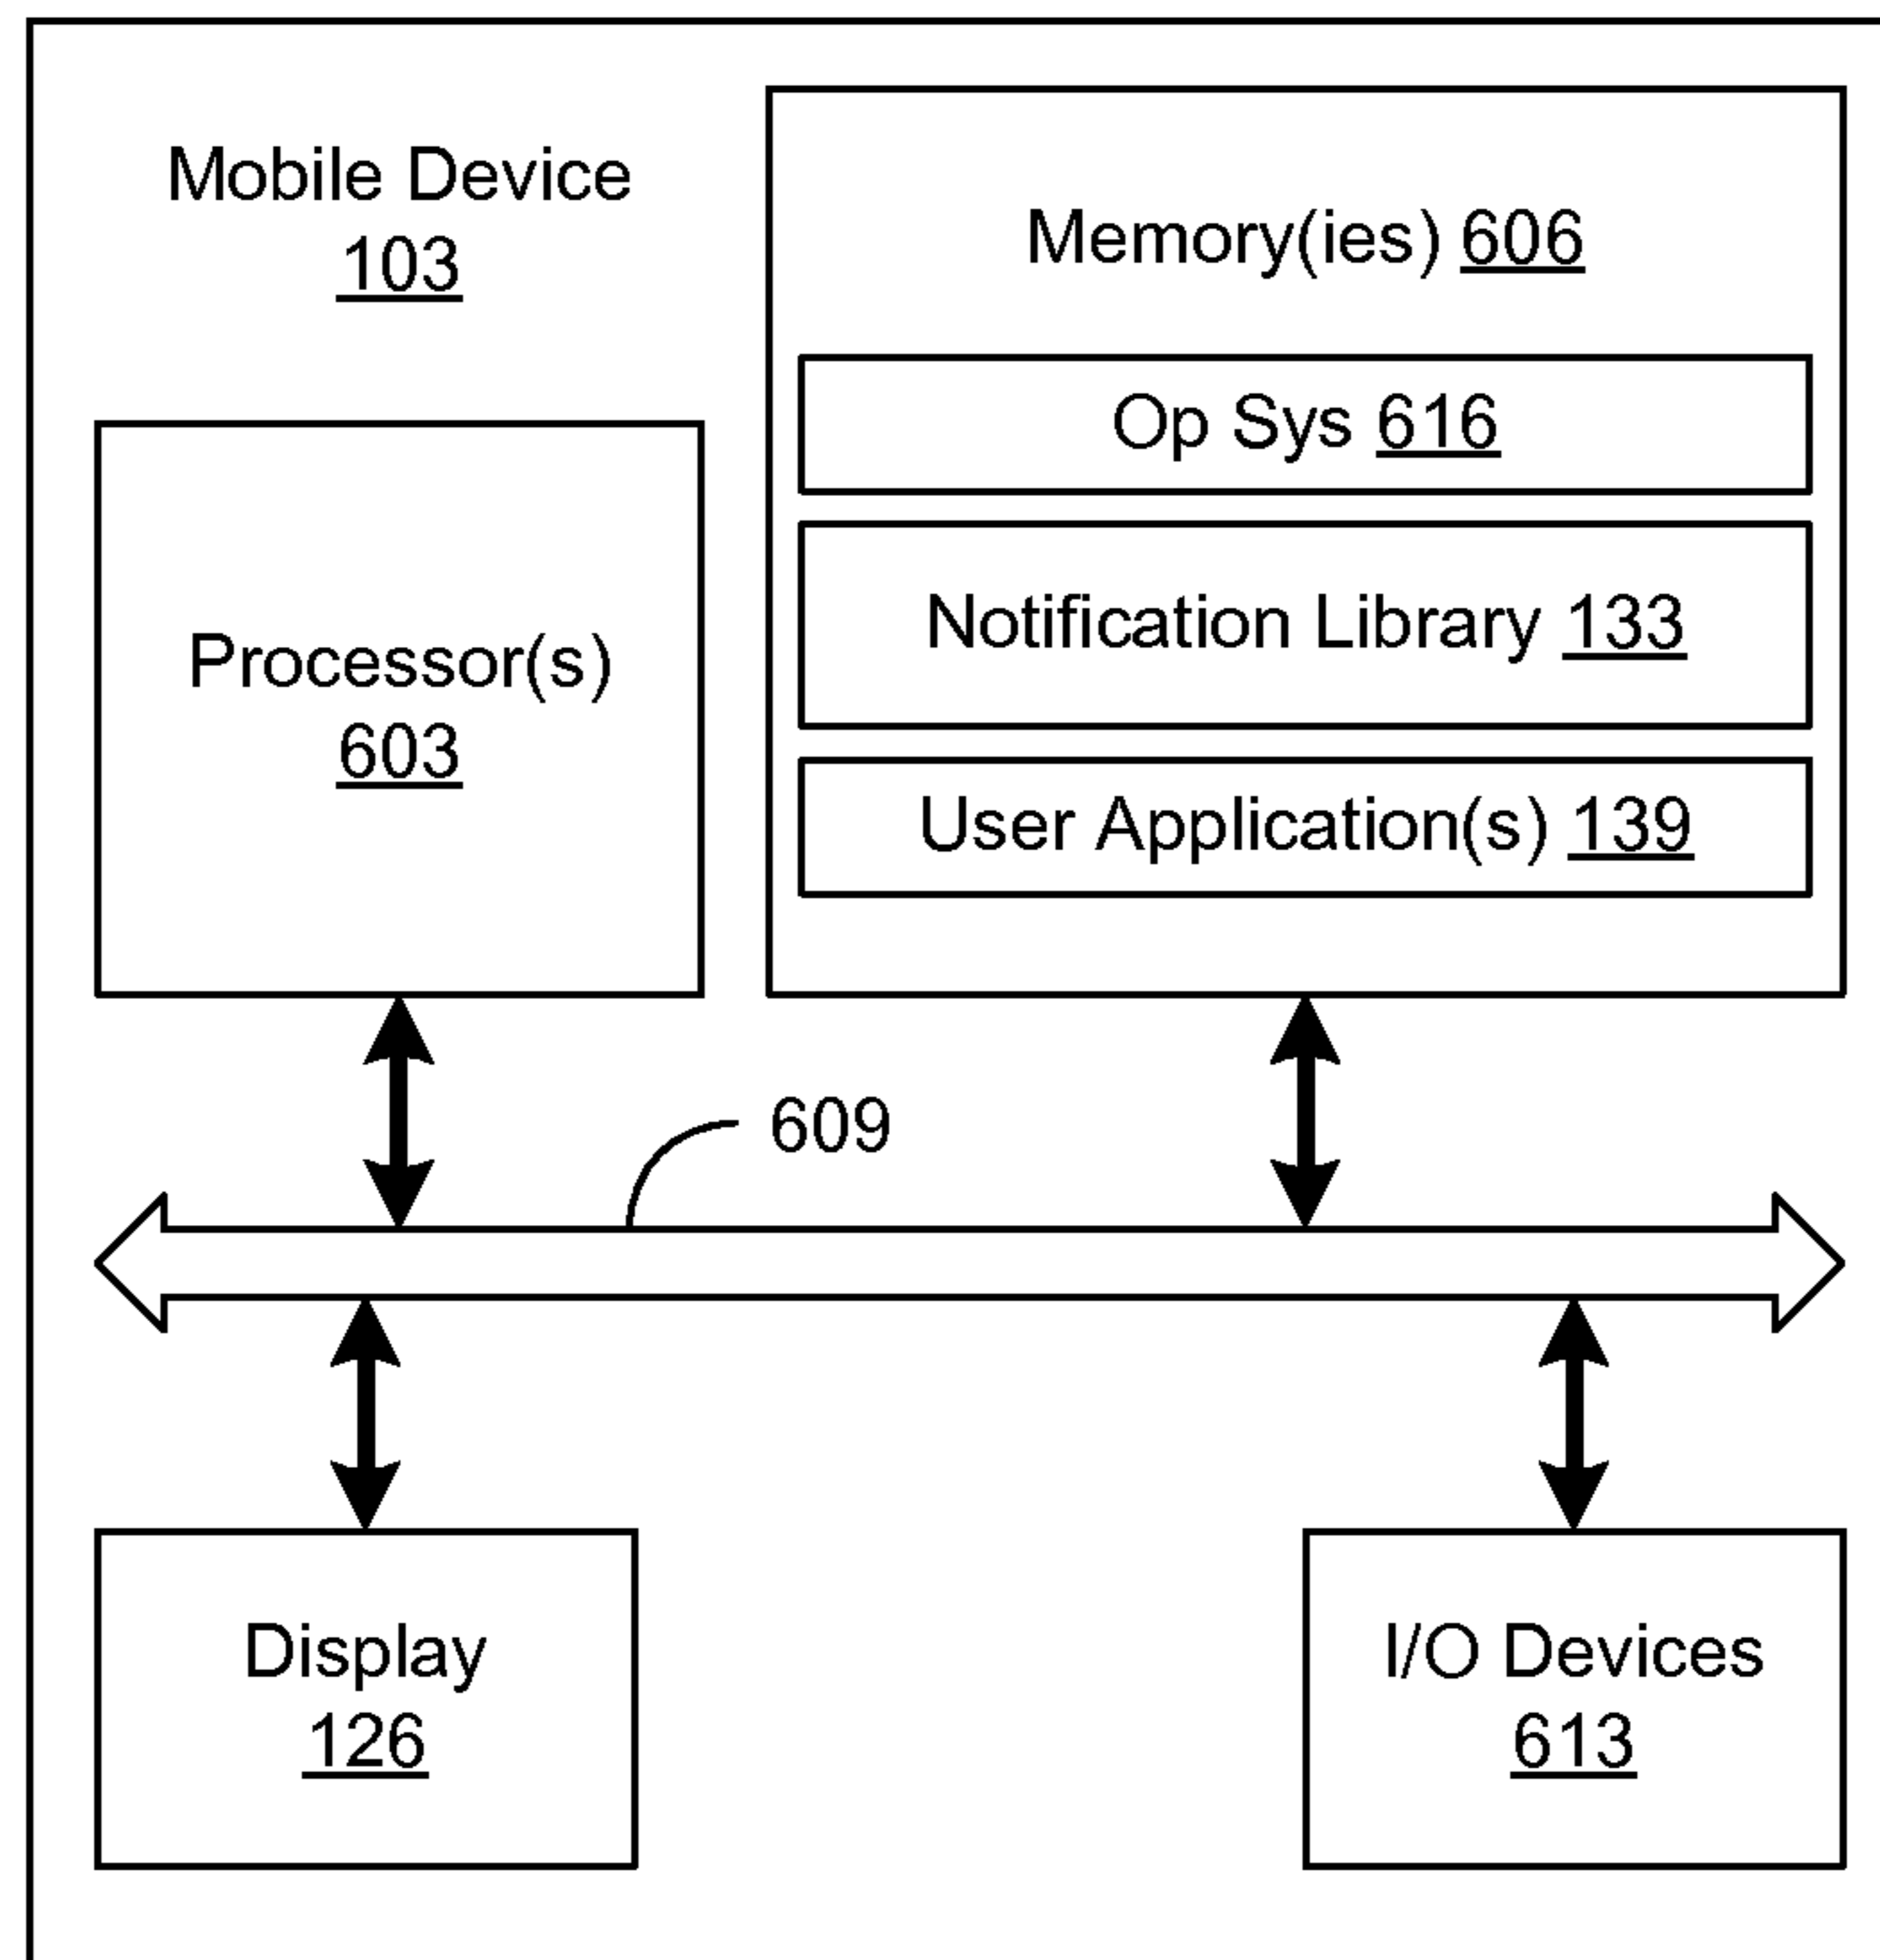 Mobile Device
103
Memory(ies) 606
Op Sys 616
Notification Library 133
User Application(s) 139
Processor(s)
603
609
Display
126
I/O Devices
613